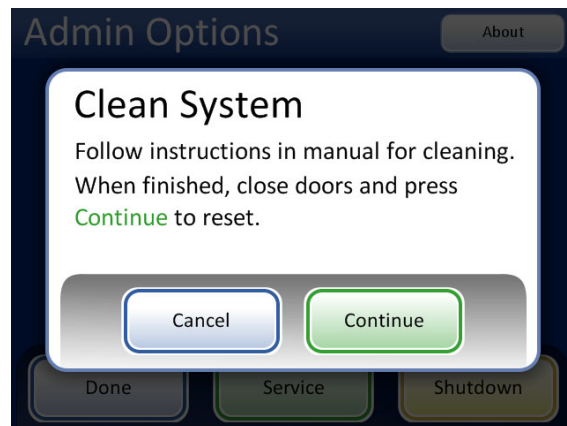 Admin Options
About
Clean System
Follow instructions in manual for cleaning.
When finished, close doors and press
Continue to reset.
Cancel
Continue
Done
Service
Shutdown